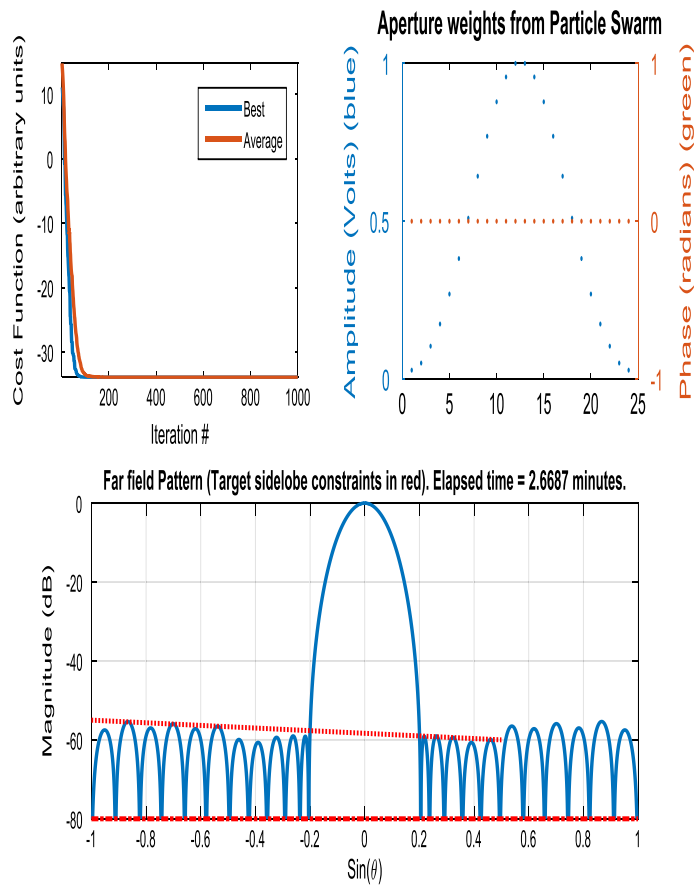 Aperture weights from Particle Swarm
Cost Function (arbitrary units)
10
0
-10
-20
-30
200 400 600 800 1000
Iteration #
Best
Average
Amplitude (Volts) (blue)
1
0.5
0
0 5 10 15 20 25
1
0
-1
Phase (radians) (green)
Far field Pattern (Target sidelobe constraints in red). Elapsed time = 2.6687 minutes.
Magnitude (dB)
0
-20
-40
-60
-80
-1 -0.8 -0.6 -0.4 -0.2 0 0.2 0.4 0.6 0.8 1
Sin(θ)